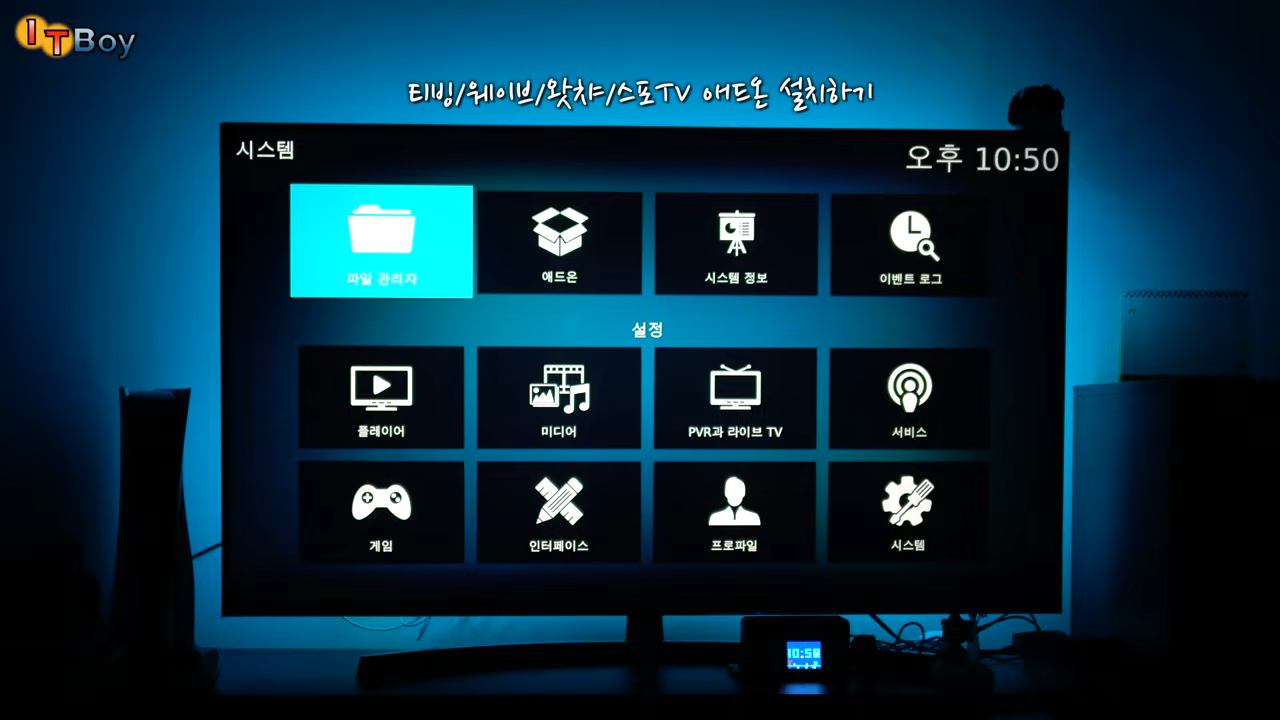 ITBoy
티빙/웨이브/왓챠/스포TV 애드온 설치하기
시스템
오후 10:50
파일 관리자
애드온
시스템 정보
이벤트 로그
설정
플레이어
미디어
PVR과 라이브 TV
서비스
게임
인터페이스
프로파일
시스템